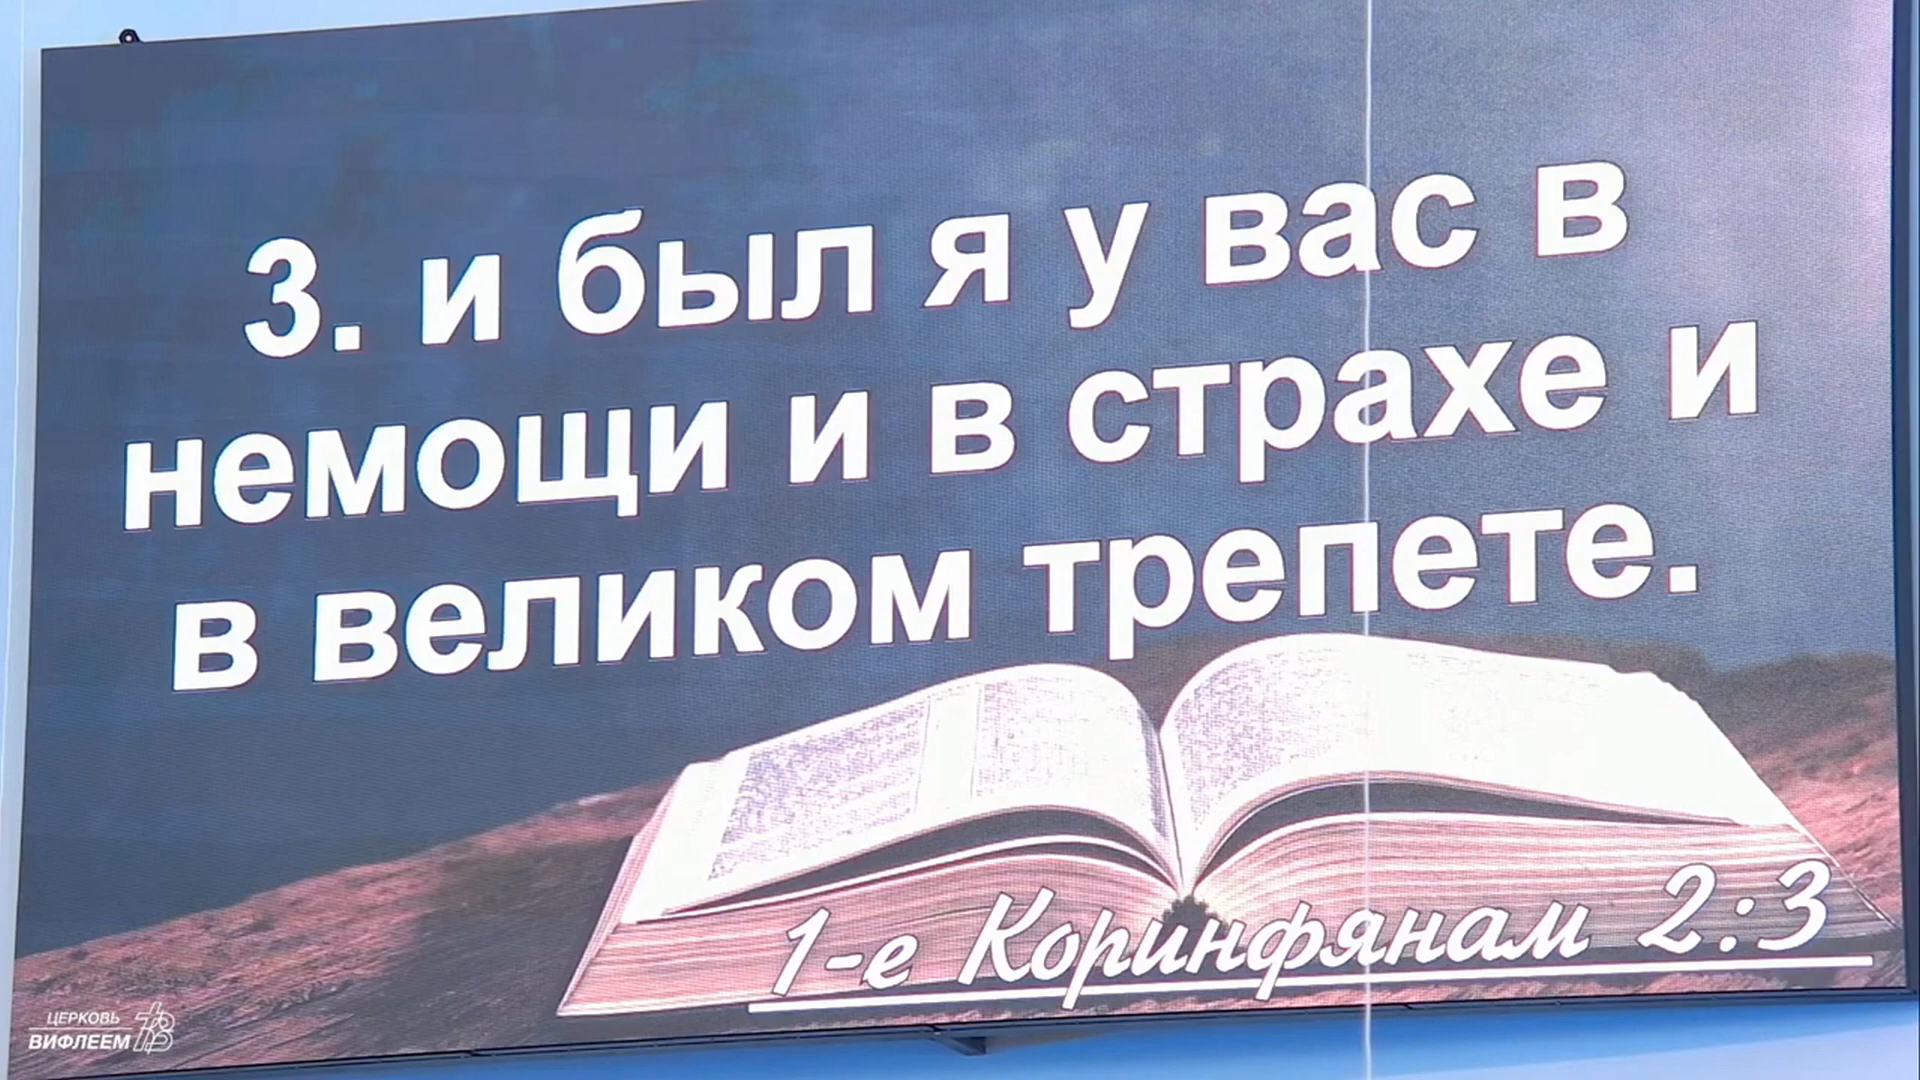 3. и был я у вас в
немощи и в страхе и
в великом трепете.
1-е Коринфянам 2:3
ЦЕРКОВЬ
ВИФЛЕЕМ